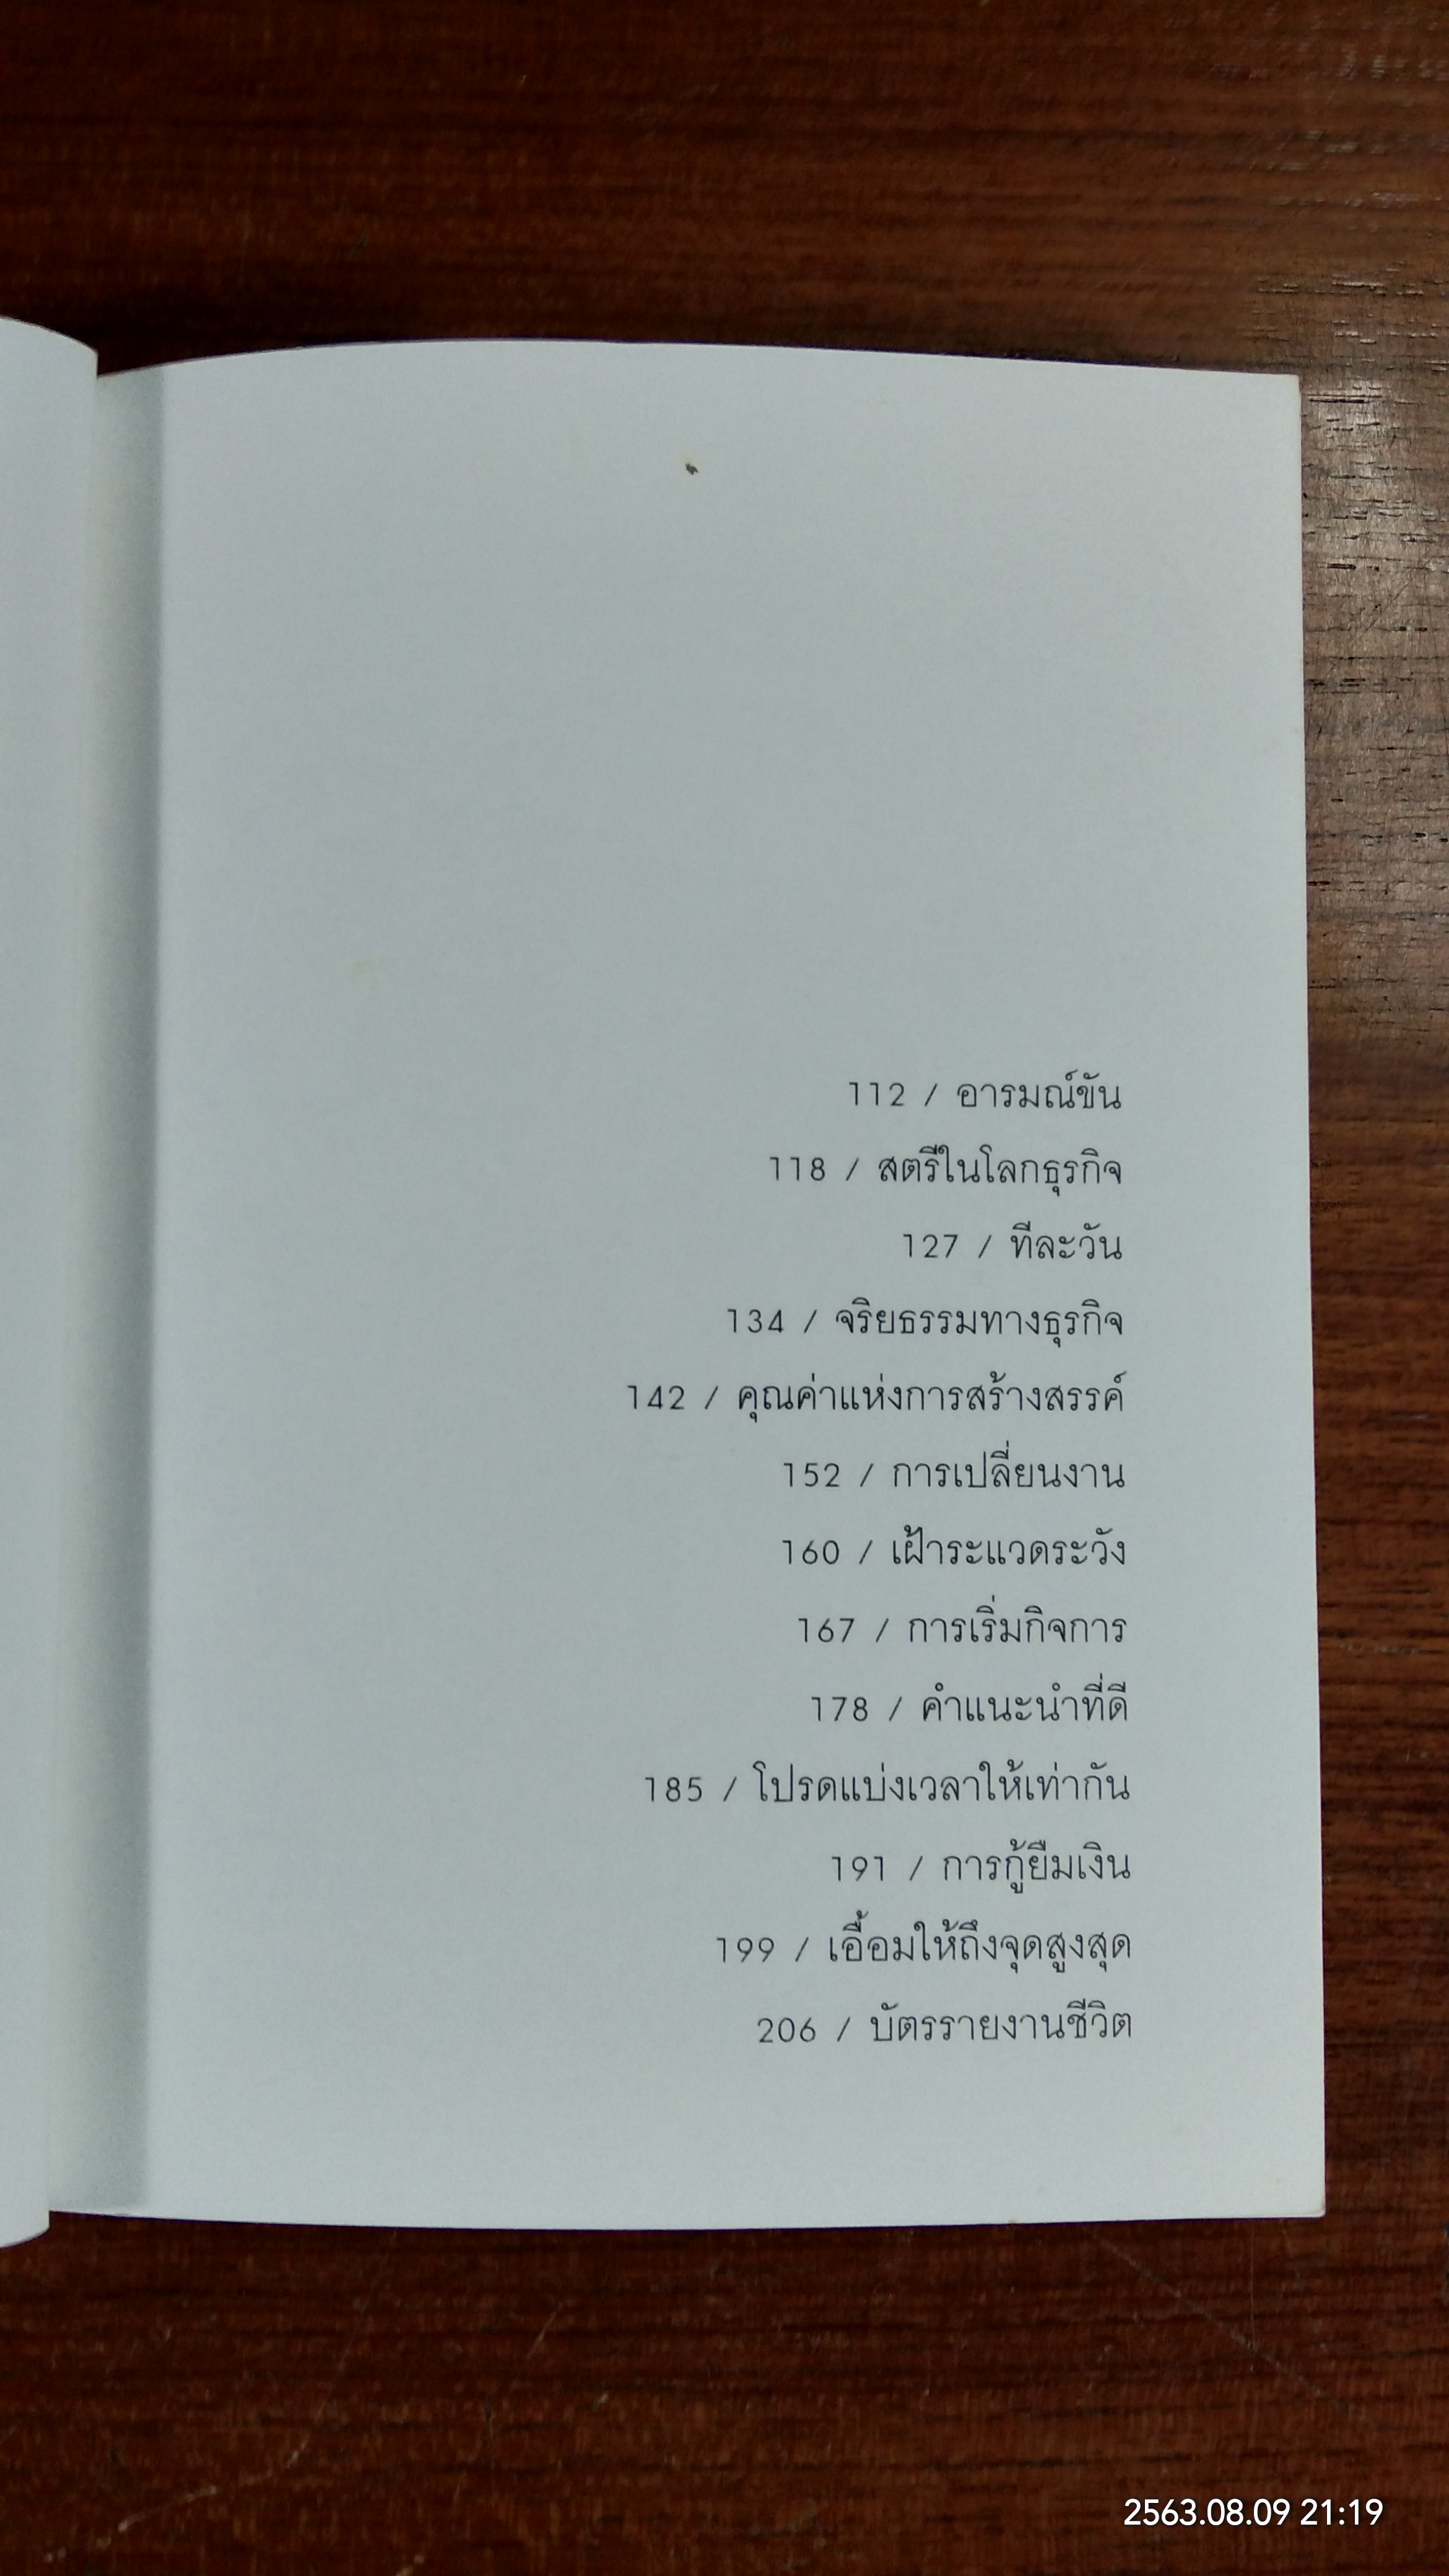 112 / อารมณ์ขัน
118 / สตรีในโลกธุรกิจ
127 / ทีละวัน
134 / จริยธรรมทางธุรกิจ
142 / คุณค่าแห่งการสร้างสรรค์
152 / การเปลี่ยนงาน
160 / เฝ้าระแวดระวัง
167 / การเริ่มกิจการ
178 / คำแนะนำที่ดี
185 / โปรดแบ่งเวลาให้เท่ากัน
191 / การกู้ยืมเงิน
199 / เอื้อมให้ถึงจุดสูงสุด
206 / บัตรรายงานชีวิต
2563.08.09 21:19